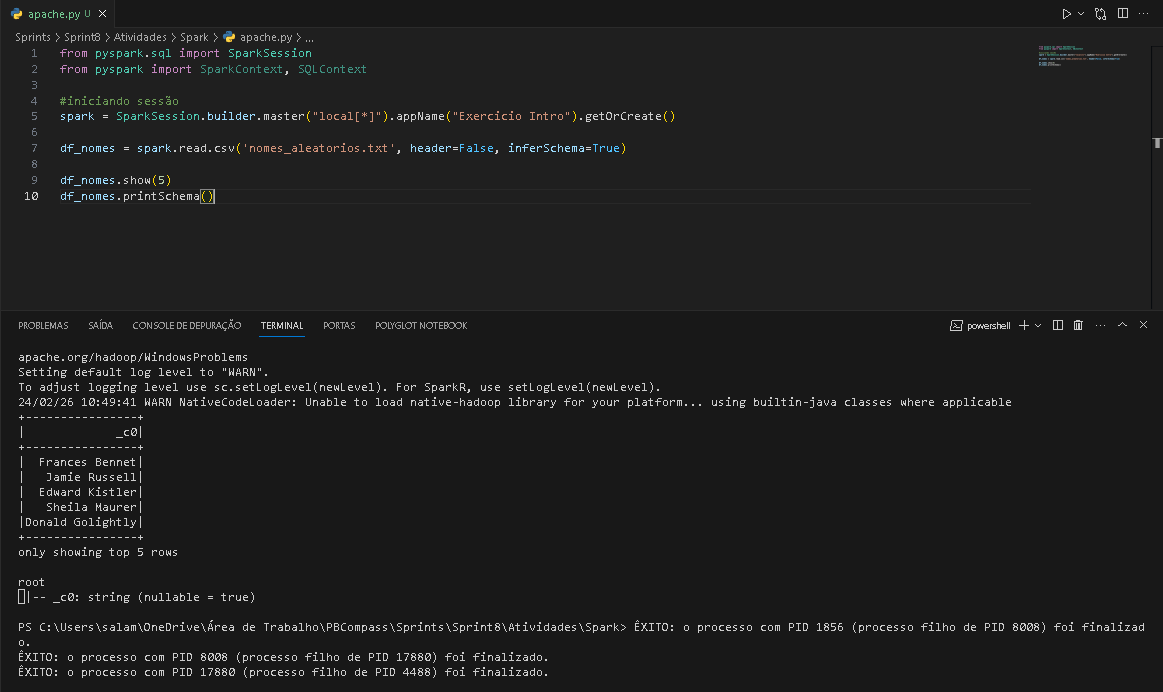 apache.py U
Sprints > Sprint8 > Atividades > Spark > apache.py > ...
1 from pyspark.sql import SparkSession
2 from pyspark import SparkContext, SQLContext
3
4 #iniciando sessão
5 spark = SparkSession.builder.master("local[*]").appName("Exercicio Intro").getOrCreate()
6
7 df_nomes = spark.read.csv('nomes_aleatorios.txt', header=False, inferSchema=True)
8
9 df_nomes.show(5)
10 df_nomes.printSchema()
PROBLEMAS SAÍDA CONSOLE DE DEPURAÇÃO TERMINAL PORTAS POLYGLOT NOTEBOOK powershell
apache.org/hadoop/WindowsProblems
Setting default log level to "WARN".
To adjust logging level use sc.setLogLevel(newLevel). For SparkR, use setLogLevel(newLevel).
24/02/26 10:49:41 WARN NativeCodeLoader: Unable to load native-hadoop library for your platform... using builtin-java classes where applicable
+----------------+
|             _c0|
+----------------+
|  Frances Bennet|
|   Jamie Russell|
|  Edward Kistler|
|   Sheila Maurer|
|Donald Golightly|
+----------------+
only showing top 5 rows
root
|-- _c0: string (nullable = true)
PS C:\Users\salam\OneDrive\Área de Trabalho\PBCompass\Sprints\Sprint8\Atividades\Spark> ÊXITO: o processo com PID 1856 (processo filho de PID 8008) foi finalizad
o.
ÊXITO: o processo com PID 8008 (processo filho de PID 17880) foi finalizado.
ÊXITO: o processo com PID 17880 (processo filho de PID 4488) foi finalizado.